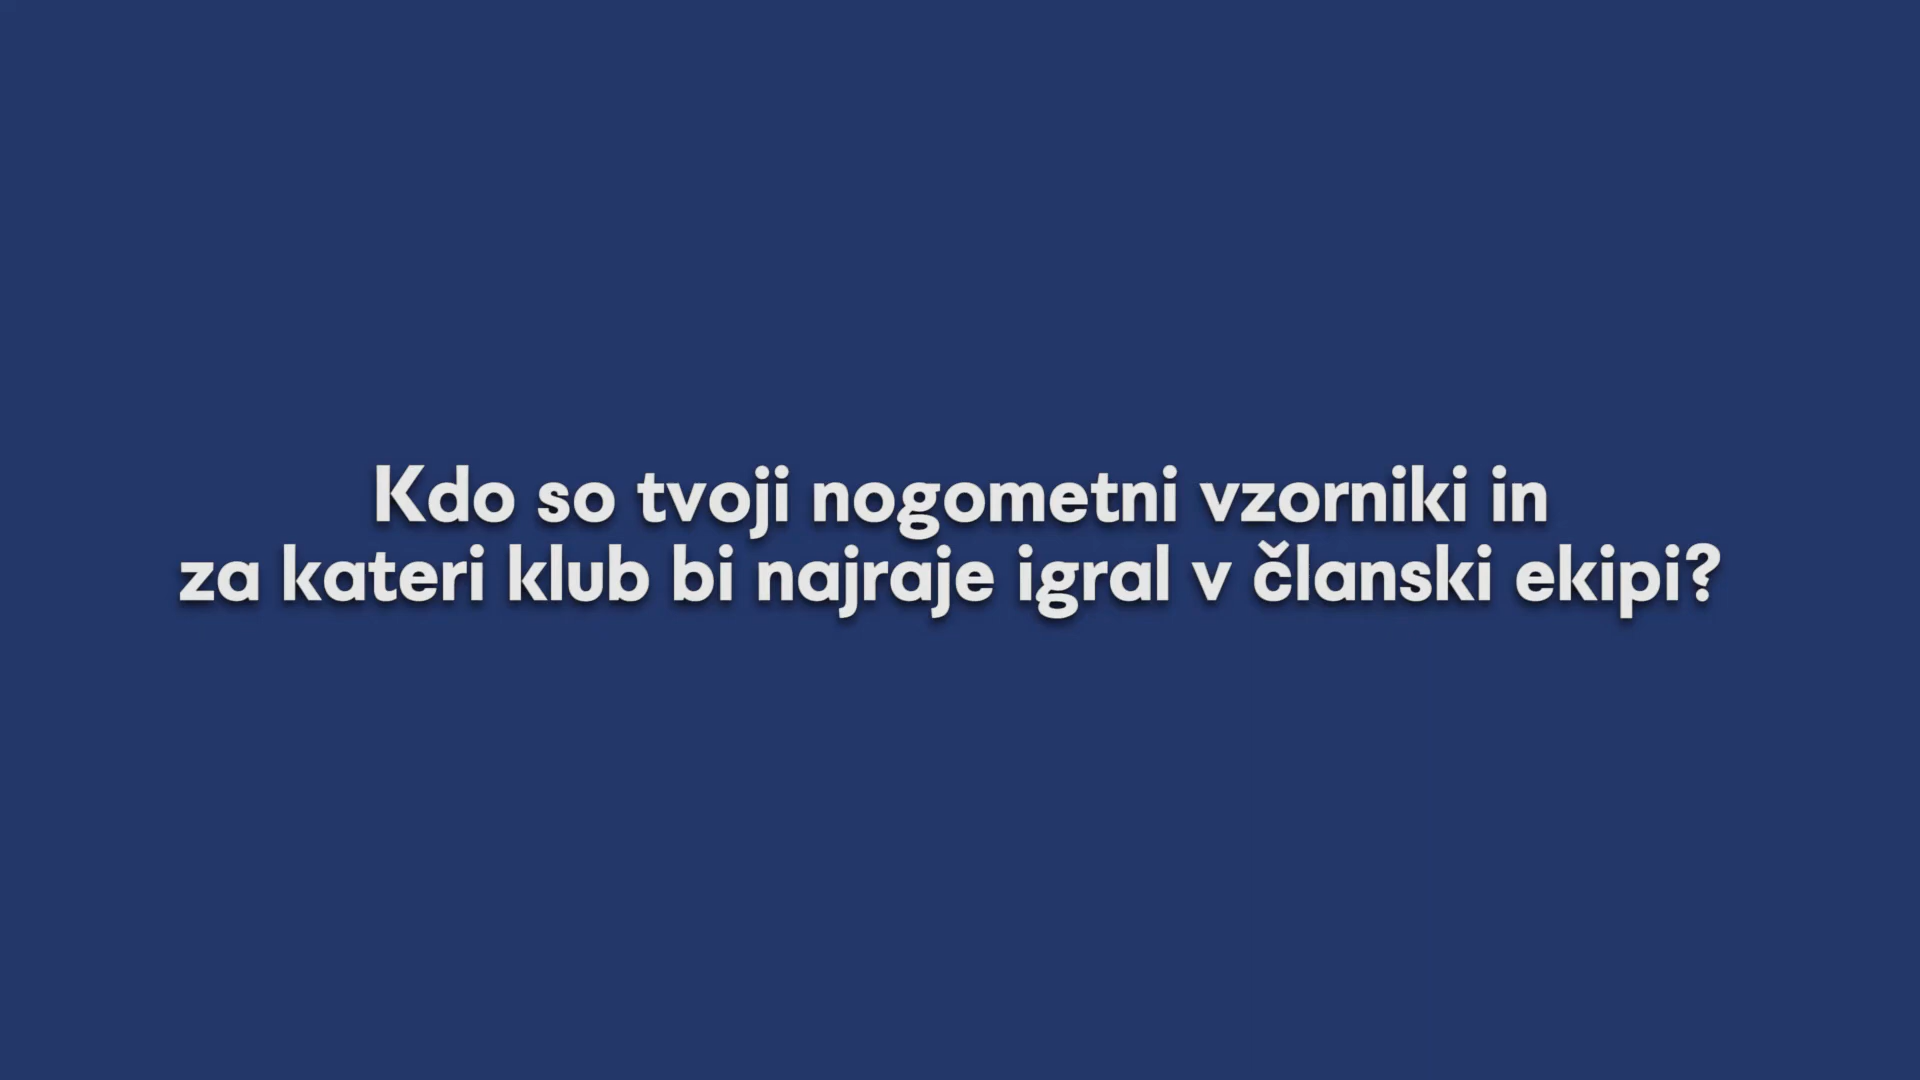 Kdo so tvoji nogometni vzorniki in
za kateri klub bi najraje igral v članski ekipi?